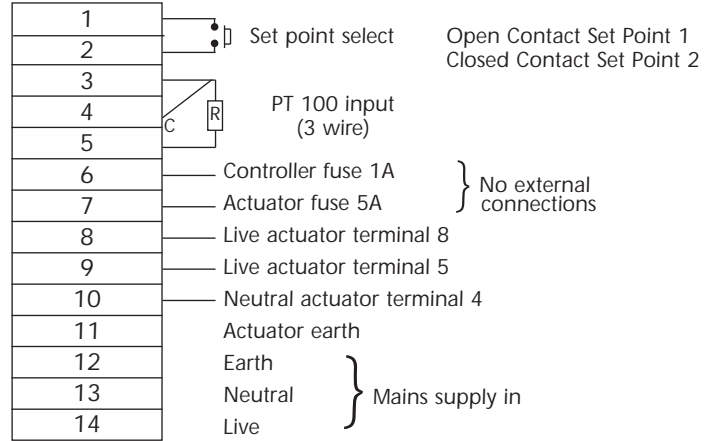 1
Set point select
Open Contact Set Point 1
2
Closed Contact Set Point 2
3
4
C
R
PT 100 input
(3 wire)
5
6
Controller fuse 1A
No external
connections
7
Actuator fuse 5A
8
Live actuator terminal 8
9
Live actuator terminal 5
10
Neutral actuator terminal 4
11
Actuator earth
12
Earth
13
Neutral
Mains supply in
14
Live